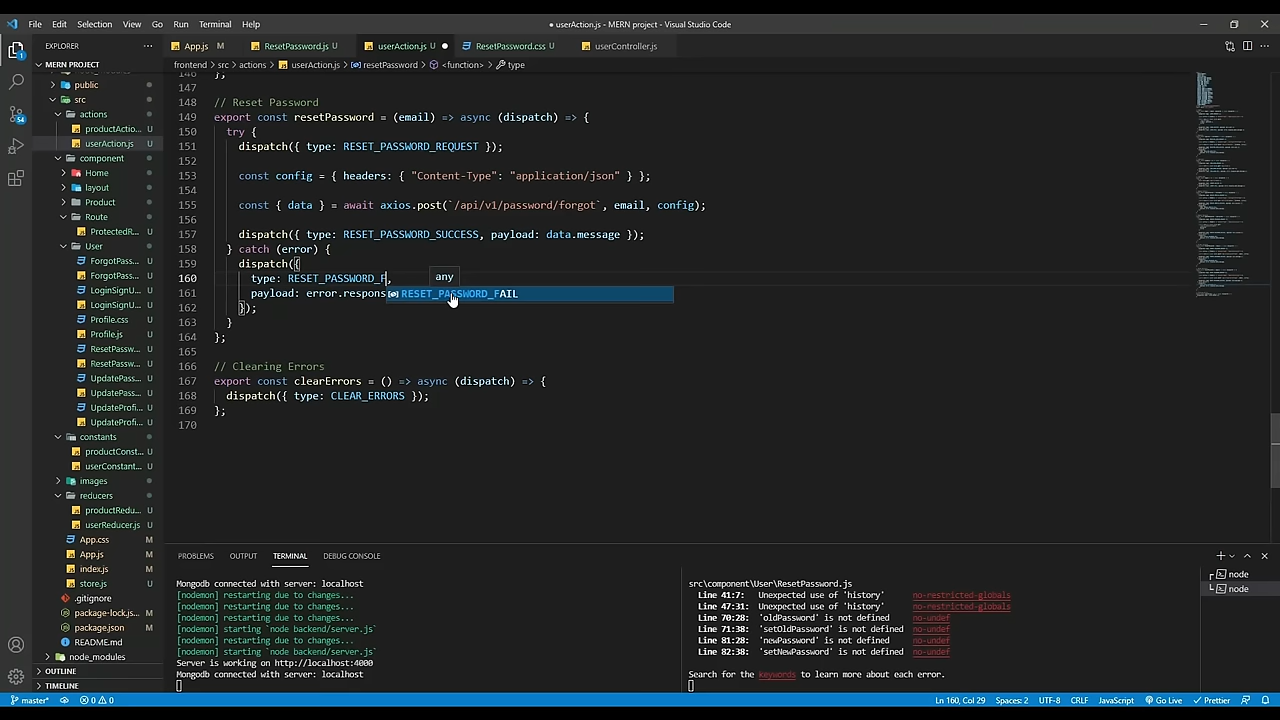 File Edit Selection View Go Run Terminal Help
● userAction.js - MERN project - Visual Studio Code
EXPLORER
App.js M
ResetPassword.js U
userAction.js ●
ResetPassword.css U
userController.js
MERN PROJECT
frontend > src > actions > userAction.js > resetPassword > <function> > type
public
src
actions
productActio... U
userAction.js U
component
Home
layout
Product
Route
ProtectedR... U
User
ForgotPass... U
ForgotPass... U
LoginSignU... U
LoginSignU... U
Profile.css U
Profile.js U
ResetPassw... U
ResetPassw... U
UpdatePass... U
UpdatePass... U
UpdateProfi... U
UpdateProfi... U
constants
productConst... U
userConstant... U
images
reducers
productRedu... U
userReducer.js U
App.css M
App.js M
index.js M
store.js M
.gitignore
package-lock.js... M
package.json M
README.md
node_modules
OUTLINE
TIMELINE
146 };
147
148 // Reset Password
149 export const resetPassword = (email) => async (dispatch) => {
150 try {
151 dispatch({ type: RESET_PASSWORD_REQUEST });
152
153 const config = { headers: { "Content-Type": "application/json" } };
154
155 const { data } = await axios.post(`/api/v1/password/forgot`, email, config);
156
157 dispatch({ type: RESET_PASSWORD_SUCCESS, payload: data.message });
158 } catch (error) {
159 dispatch({
160 type: RESET_PASSWORD_F, any
161 payload: error.respons RESET_PASSWORD_FAIL
162 });
163 }
164 };
165
166 // Clearing Errors
167 export const clearErrors = () => async (dispatch) => {
168 dispatch({ type: CLEAR_ERRORS });
169 };
170
PROBLEMS OUTPUT TERMINAL DEBUG CONSOLE
Mongodb connected with server: localhost
[nodemon] restarting due to changes...
[nodemon] restarting due to changes...
[nodemon] restarting due to changes...
[nodemon] starting `node backend/server.js`
[nodemon] restarting due to changes...
[nodemon] starting `node backend/server.js`
Server is working on http://localhost:4000
Mongodb connected with server: localhost
src\component\User\ResetPassword.js
Line 41:7: Unexpected use of 'history' no-restricted-globals
Line 47:31: Unexpected use of 'history' no-restricted-globals
Line 70:28: 'oldPassword' is not defined no-undef
Line 71:38: 'setOldPassword' is not defined no-undef
Line 81:28: 'newPassword' is not defined no-undef
Line 82:38: 'setNewPassword' is not defined no-undef
Search for the keywords to learn more about each error.
node
node
54
master* 0 0
Ln 160, Col 29 Spaces: 2 UTF-8 CRLF JavaScript Go Live Prettier